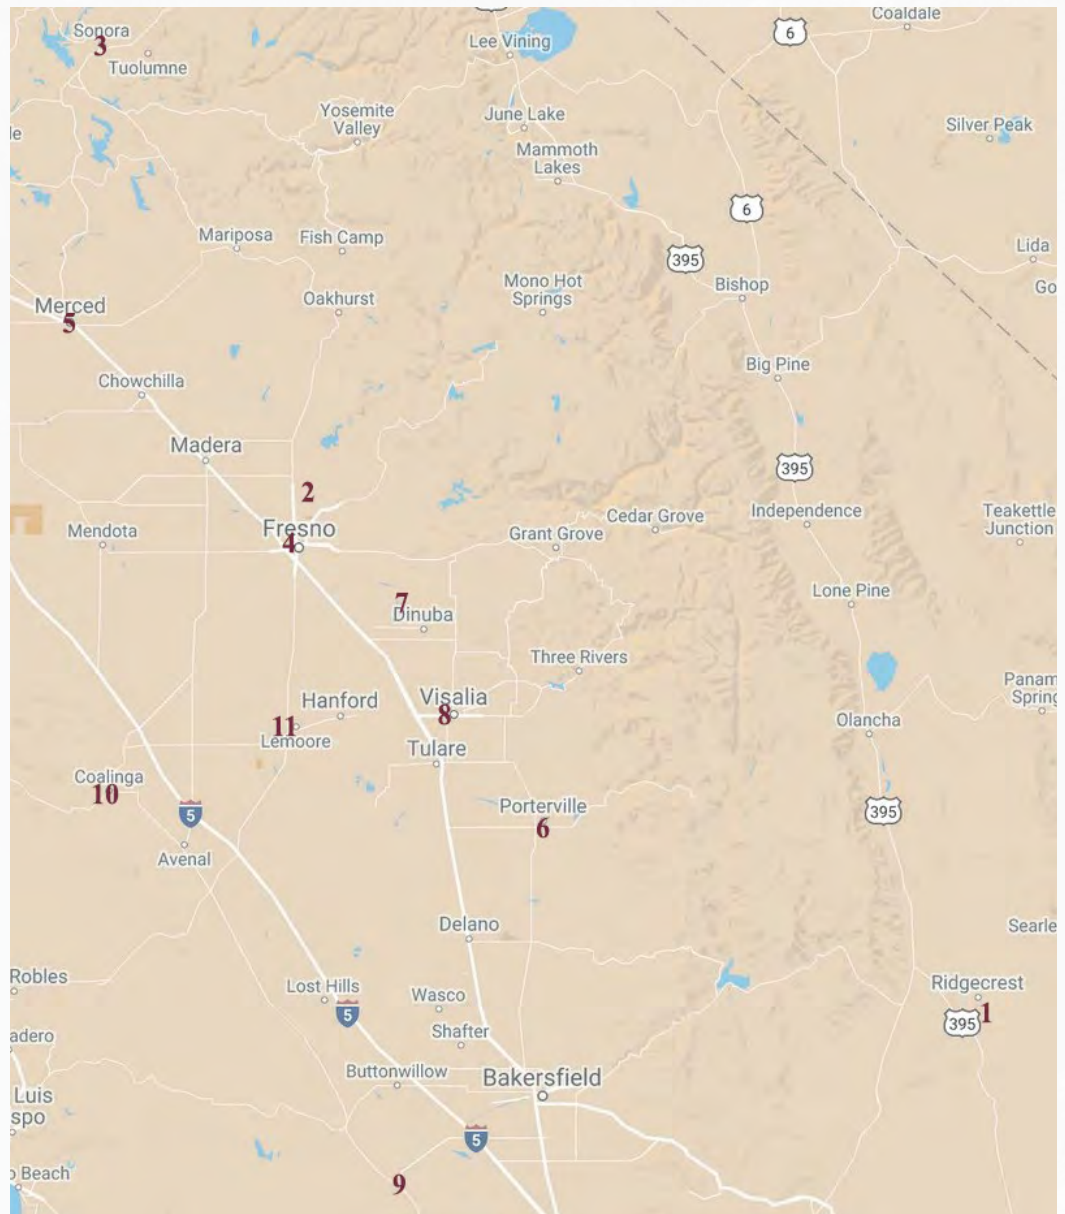 Sonora
3
Tuolumne
Lee Vining
6
Coaldale
Yosemite
Valley
June Lake
Silver Peak
le
Mammoth
Lakes
6
Mariposa
Fish Camp
395
Lida
Mono Hot
Springs
Bishop
Go
Merced
5
Oakhurst
Big Pine
Chowchilla
Madera
395
2
Fresno
4
Mendota
Grant Grove
Cedar Grove
Independence
Teakettle
Junction
7
Dinuba
Lone Pine
Three Rivers
Hanford
Visalia
8
Panam
Spring
11
Lemoore
Tulare
Olancha
Coalinga
10
5
Porterville
6
395
Avenal
Delano
Searle
Robles
Lost Hills
5
Wasco
Ridgecrest
1
395
adero
Shafter
Buttonwillow
Bakersfield
Luis
spo
5
o Beach
9